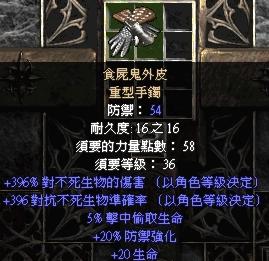 食屍鬼外皮
重型手鐲
防禦: 54
耐久度: 16 之 16
須要的力量點數: 58
須要等級: 36
+396% 對不死生物的傷害 (以角色等級決定)
+396 對抗不死生物準確率 (以角色等級決定)
5% 擊中偷取生命
+20% 防禦強化
+20 生命